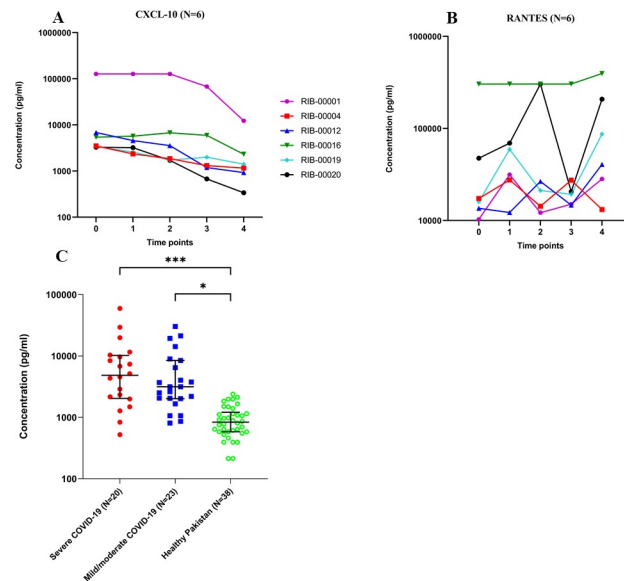 A
CXCL-10 (N=6)
Concentration (pg/ml)
1000000
100000
10000
1000
100
0 1 2 3 4
Time points
RIB-00001
RIB-00004
RIB-00012
RIB-00016
RIB-00019
RIB-00020
B
RANTES (N=6)
Concentration (pg/ml)
1000000
100000
10000
0 1 2 3 4
Time points
C
***
*
Concentration (pg/ml)
100000
10000
1000
100
Severe COVID-19 (N=20)
Mild/moderate COVID-19 (N=23)
Healthy Pakistan (N=38)